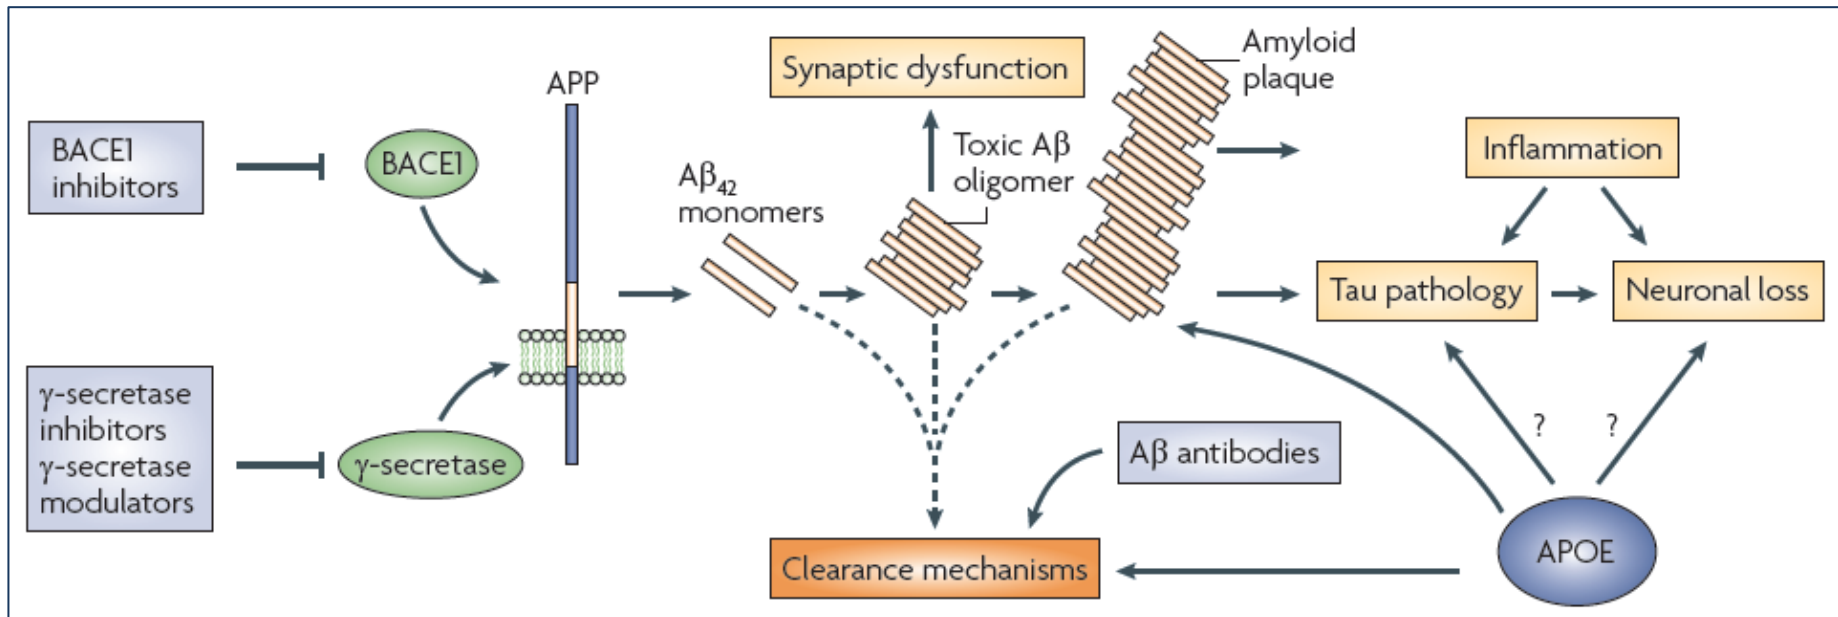 BACE1
inhibitors
BACE1
γ-secretase
inhibitors
γ-secretase
modulators
γ-secretase
APP
Aβ₄₂
monomers
Synaptic dysfunction
Toxic Aβ
oligomer
Amyloid
plaque
Inflammation
Tau pathology
Neuronal loss
? ?
Aβ antibodies
Clearance mechanisms
APOE